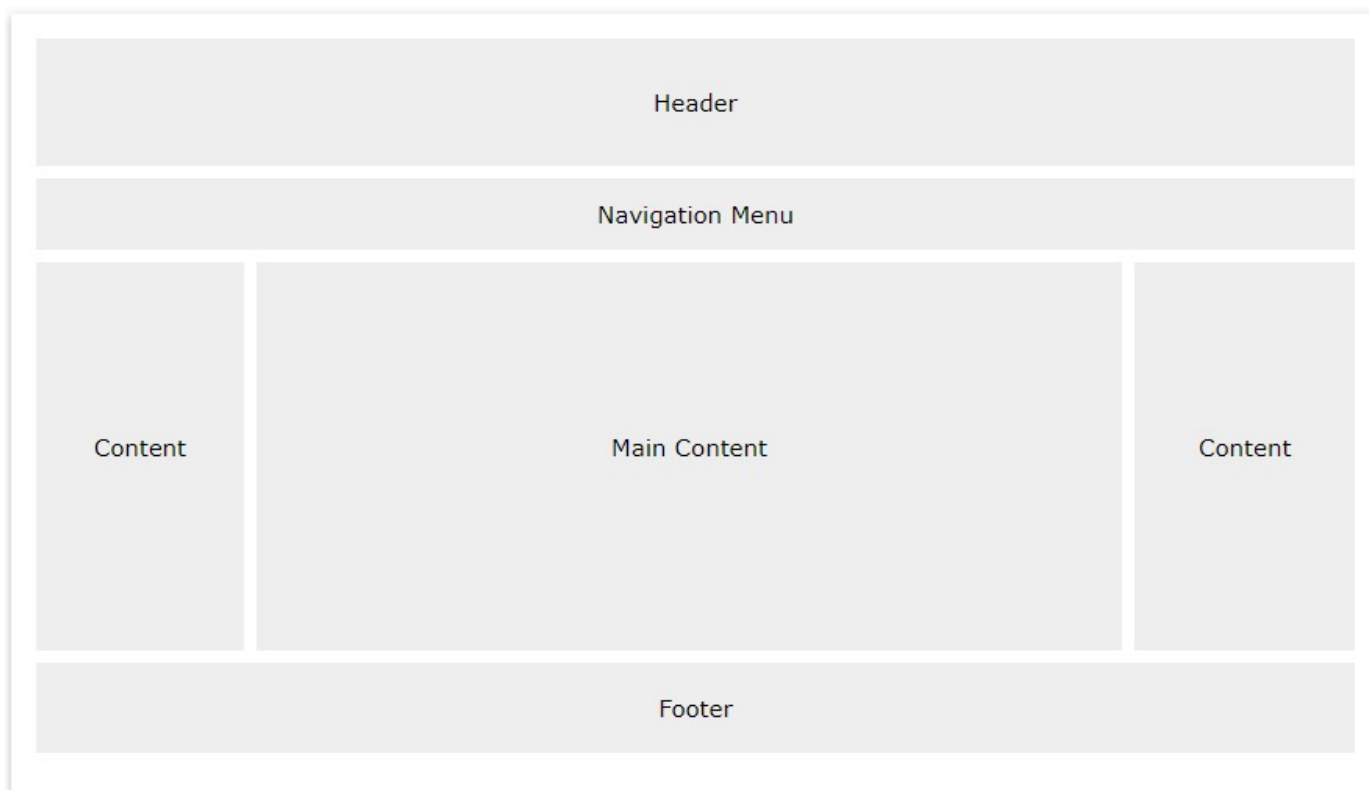 Header
Navigation Menu
Content
Main Content
Content
Footer